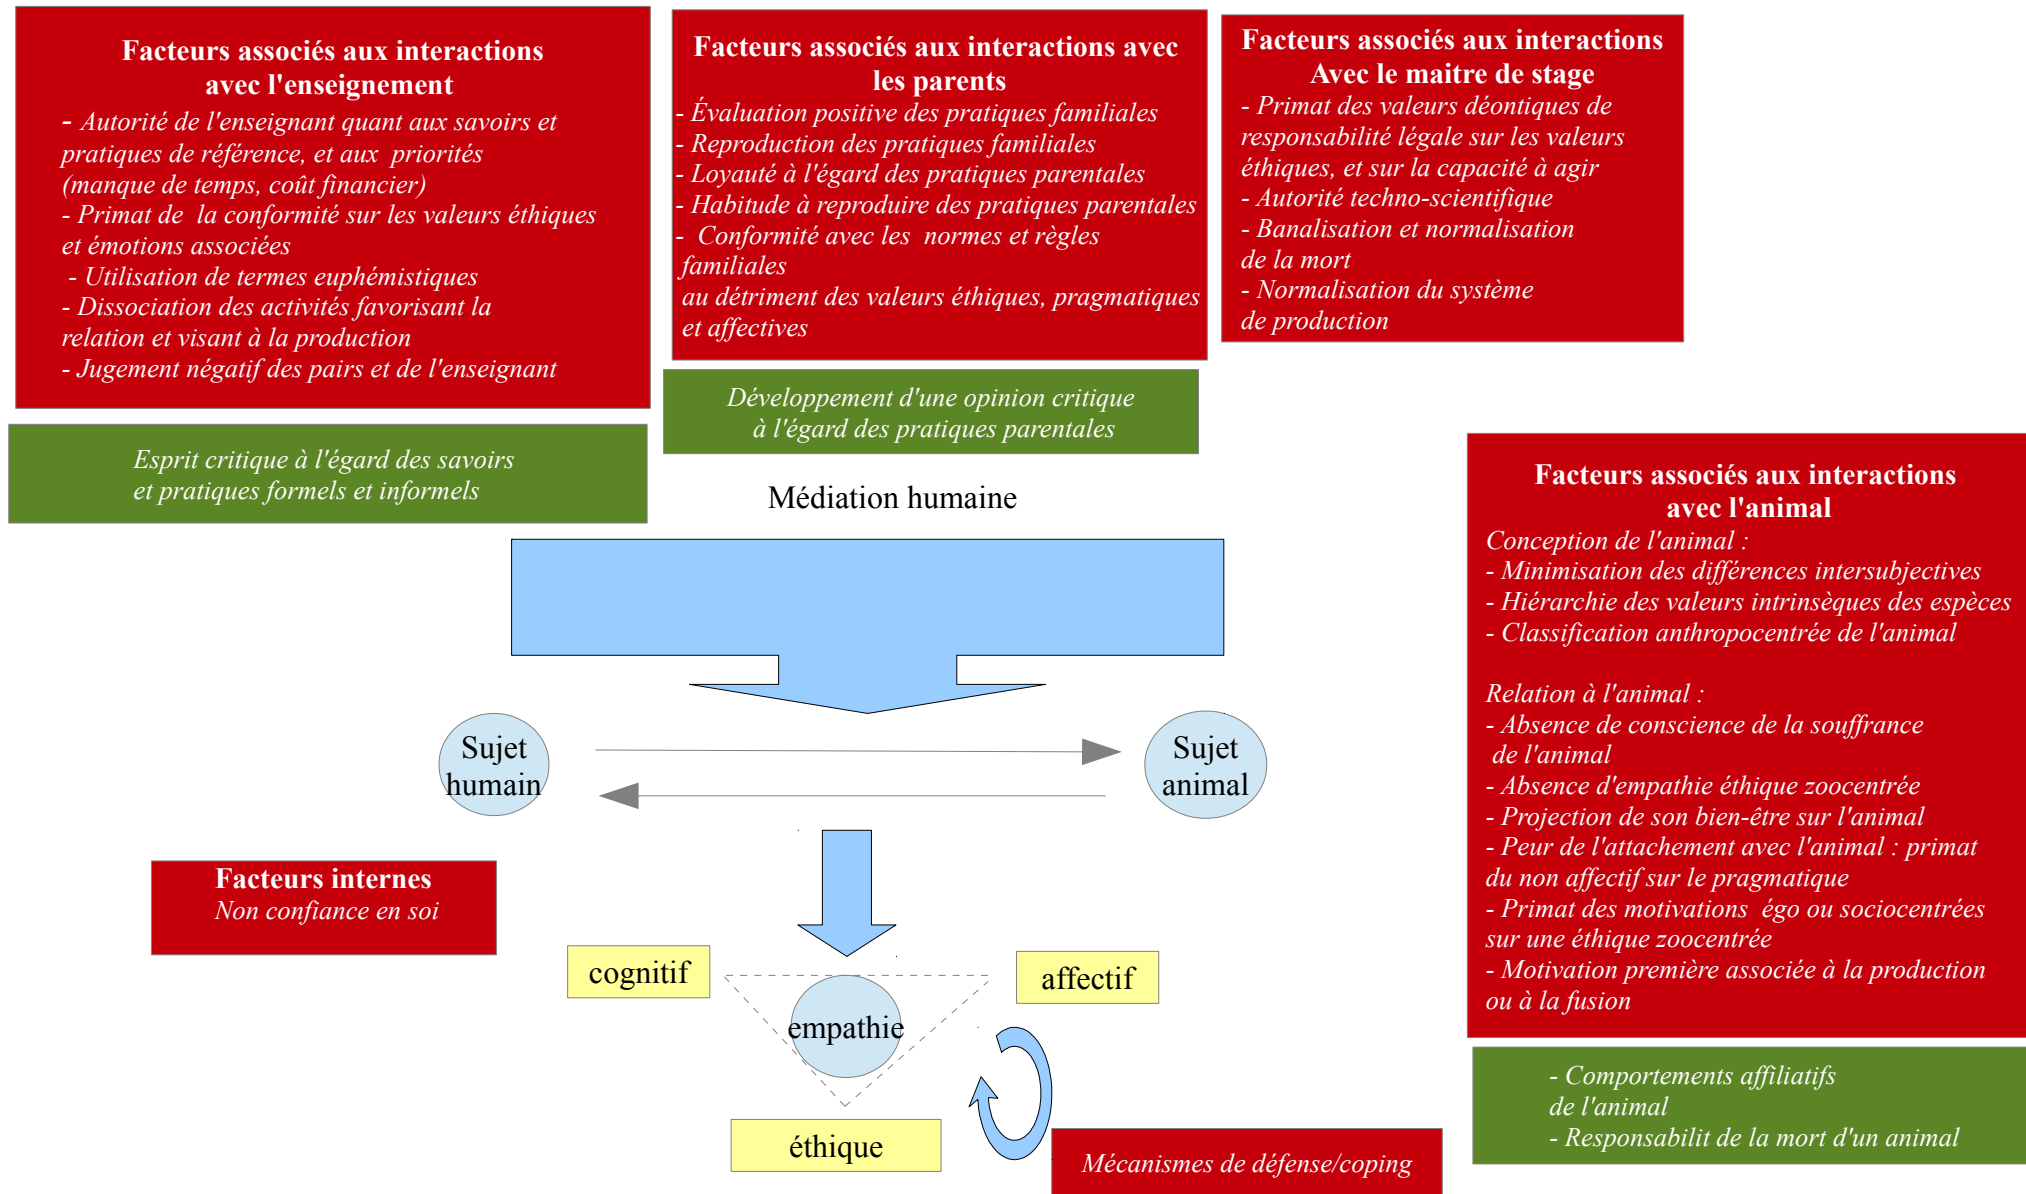 Facteurs associés aux interactions
avec l'enseignement
- Autorité de l'enseignant quant aux savoirs et
pratiques de référence, et aux priorités
(manque de temps, coût financier)
- Primat de la conformité sur les valeurs éthiques
et émotions associées
- Utilisation de termes euphémistiques
- Dissociation des activités favorisant la
relation et visant à la production
- Jugement négatif des pairs et de l'enseignant
Esprit critique à l'égard des savoirs
et pratiques formels et informels
Facteurs associés aux interactions avec
les parents
- Évaluation positive des pratiques familiales
- Reproduction des pratiques familiales
- Loyauté à l'égard des pratiques parentales
- Habitude à reproduire des pratiques parentales
- Conformité avec les normes et règles
familiales
au détriment des valeurs éthiques, pragmatiques
et affectives
Développement d'une opinion critique
à l'égard des pratiques parentales
Facteurs associés aux interactions
Avec le maitre de stage
- Primat des valeurs déontiques de
responsabilité légale sur les valeurs
éthiques, et sur la capacité à agir
- Autorité techno-scientifique
- Banalisation et normalisation
de la mort
- Normalisation du système
de production
Médiation humaine
Sujet
humain
Sujet
animal
Facteurs internes
Non confiance en soi
cognitif
affectif
empathie
éthique
Mécanismes de défense/coping
Facteurs associés aux interactions
avec l'animal
Conception de l'animal :
- Minimisation des différences intersubjectives
- Hiérarchie des valeurs intrinsèques des espèces
- Classification anthropocentrée de l'animal
Relation à l'animal :
- Absence de conscience de la souffrance
de l'animal
- Absence d'empathie éthique zoocentrée
- Projection de son bien-être sur l'animal
- Peur de l'attachement avec l'animal : primat
du non affectif sur le pragmatique
- Primat des motivations égo ou sociocentrées
sur une éthique zoocentrée
- Motivation première associée à la production
ou à la fusion
- Comportements affiliatifs
de l'animal
- Responsabilit de la mort d'un animal